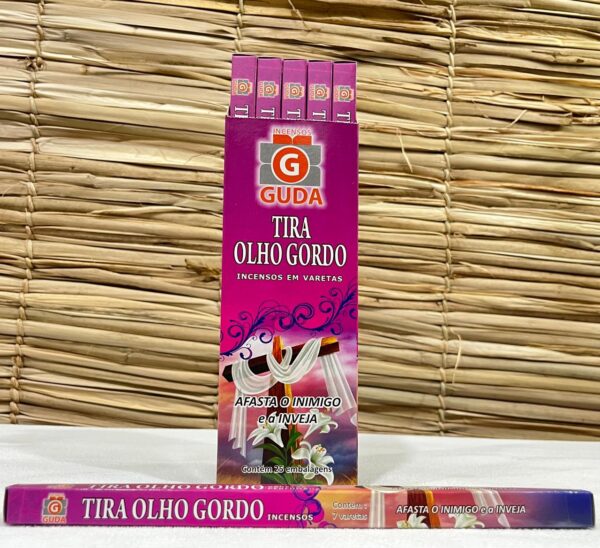 INCENSOS
G
GUDA
TIRA
OLHO GORDO
INCENSOS EM VARETAS
AFASTA O INIMIGO
e a INVEJA
Contém 25 embalagens
G
GUDA
TIRA OLHO GORDO INCENSOS
Contém :
7 varetas
AFASTA O INIMIGO e a INVEJA